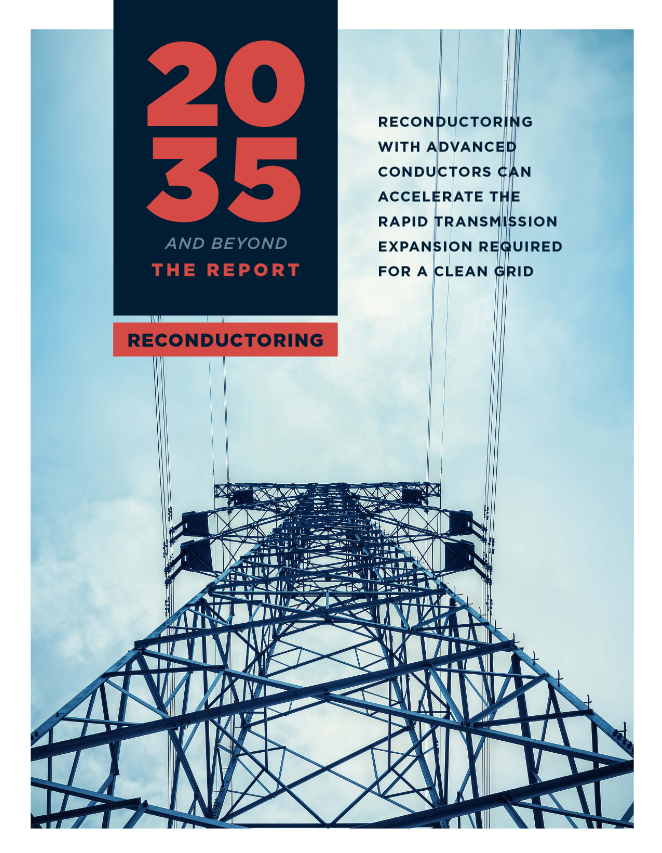 20
35
AND BEYOND
THE REPORT
RECONDUCTORING
RECONDUCTORING
WITH ADVANCED
CONDUCTORS CAN
ACCELERATE THE
RAPID TRANSMISSION
EXPANSION REQUIRED
FOR A CLEAN GRID